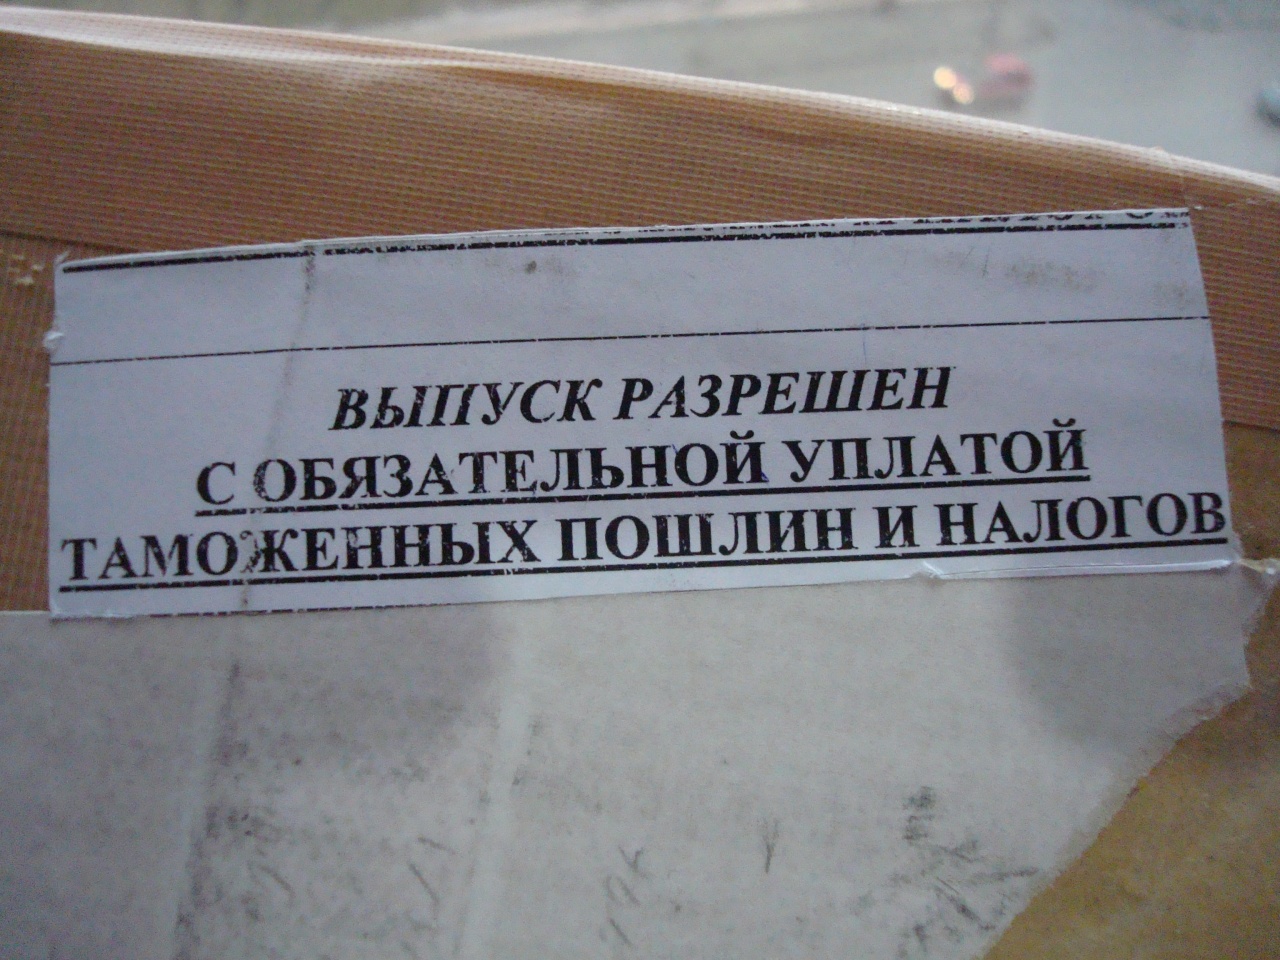 ВЫПУСК РАЗРЕШЕН
С ОБЯЗАТЕЛЬНОЙ УПЛАТОЙ
ТАМОЖЕННЫХ ПОШЛИН И НАЛОГОВ